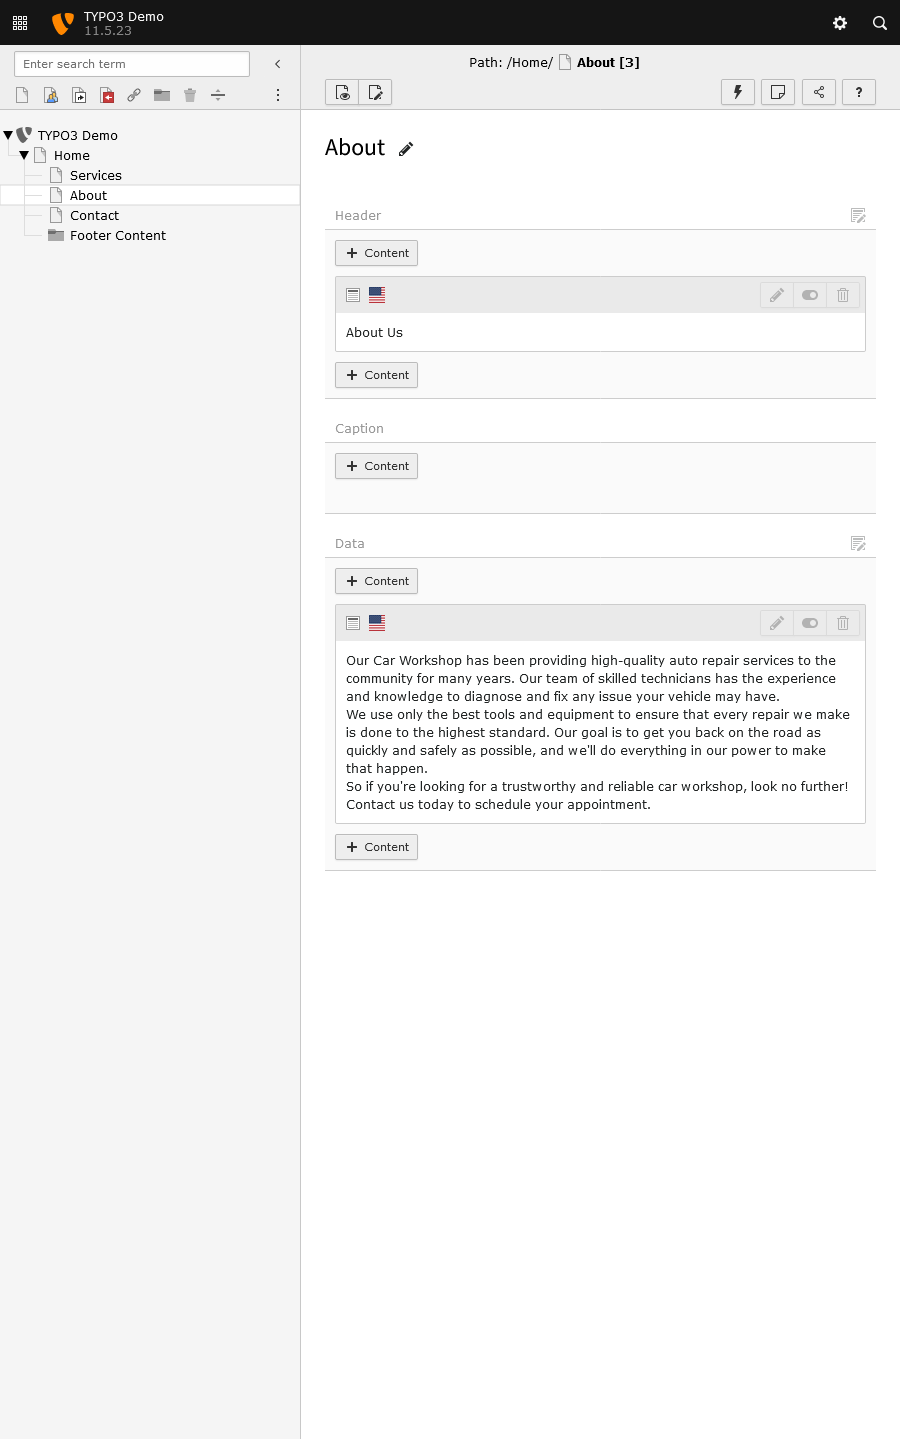 TYPO3 Demo
11.5.23
Enter search term
Path: /Home/ About [3]
?
TYPO3 Demo
Home
Services
About
Contact
Footer Content
About
Header
+ Content
About Us
+ Content
Caption
+ Content
Data
+ Content
Our Car Workshop has been providing high-quality auto repair services to the
community for many years. Our team of skilled technicians has the experience
and knowledge to diagnose and fix any issue your vehicle may have.
We use only the best tools and equipment to ensure that every repair we make
is done to the highest standard. Our goal is to get you back on the road as
quickly and safely as possible, and we'll do everything in our power to make
that happen.
So if you're looking for a trustworthy and reliable car workshop, look no further!
Contact us today to schedule your appointment.
+ Content